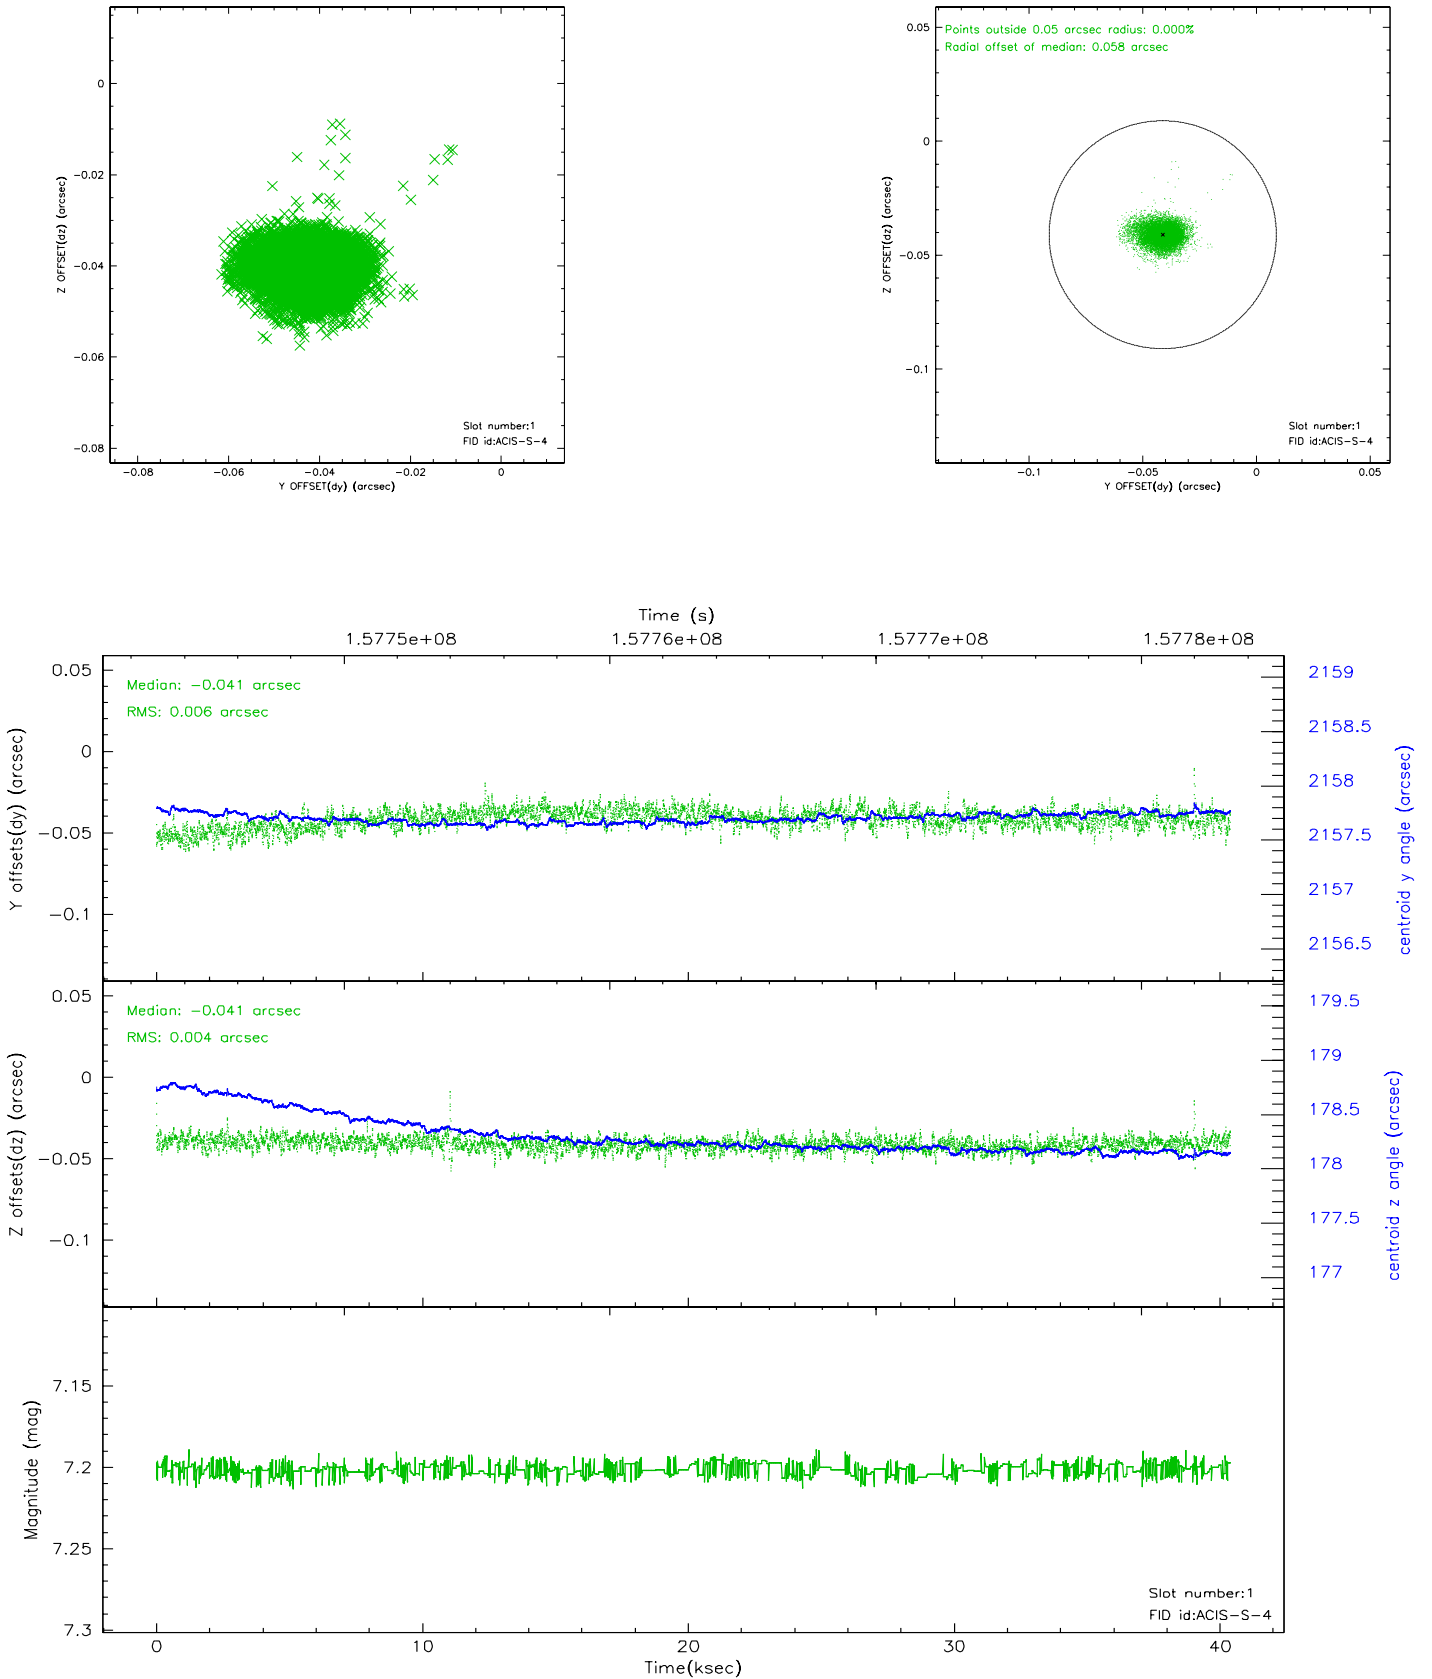 0
-0.02
-0.04
-0.06
-0.08
Z OFFSET(dz) (arcsec)
Slot number:1
FID id:ACIS-S-4
-0.08 -0.06 -0.04 -0.02 0
Y OFFSET(dy) (arcsec)
Points outside 0.05 arcsec radius: 0.000%
Radial offset of median: 0.058 arcsec
0.05
0
-0.05
-0.1
Z OFFSET(dz) (arcsec)
Slot number:1
FID id:ACIS-S-4
-0.1 -0.05 0 0.05
Y OFFSET(dy) (arcsec)
Time (s)
1.5775e+08 1.5776e+08 1.5777e+08 1.5778e+08
Median: -0.041 arcsec
RMS: 0.006 arcsec
0.05
0
-0.05
-0.1
Y offsets(dy) (arcsec)
2159
2158.5
2158
2157.5
2157
2156.5
centroid y angle (arcsec)
Median: -0.041 arcsec
RMS: 0.004 arcsec
0.05
0
-0.05
-0.1
Z offsets(dz) (arcsec)
179.5
179
178.5
178
177.5
177
centroid z angle (arcsec)
7.15
7.2
7.25
7.3
Magnitude (mag)
Slot number:1
FID id:ACIS-S-4
0 10 20 30 40
Time(ksec)